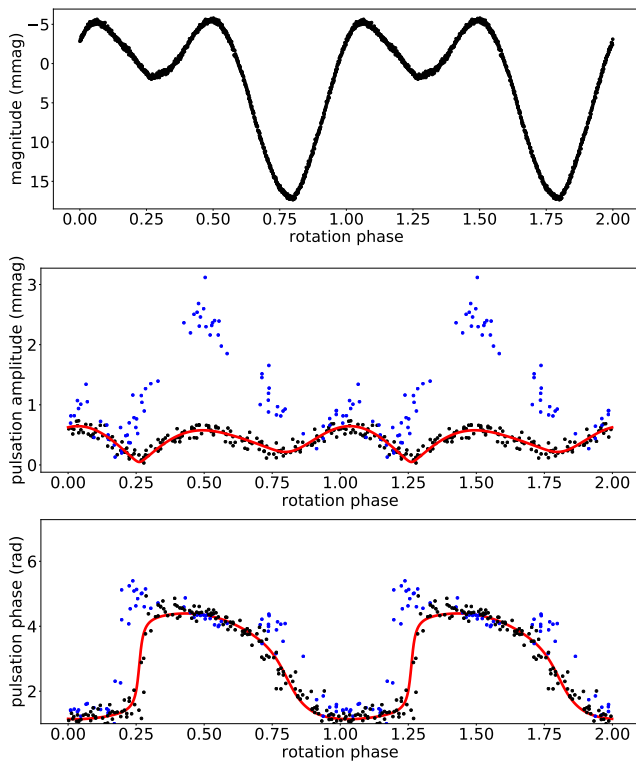 −5
0
5
10
15
magnitude (mmag)
0.00 0.25 0.50 0.75 1.00 1.25 1.50 1.75 2.00
rotation phase
3
2
1
0
pulsation amplitude (mmag)
0.00 0.25 0.50 0.75 1.00 1.25 1.50 1.75 2.00
rotation phase
6
4
2
pulsation phase (rad)
0.00 0.25 0.50 0.75 1.00 1.25 1.50 1.75 2.00
rotation phase